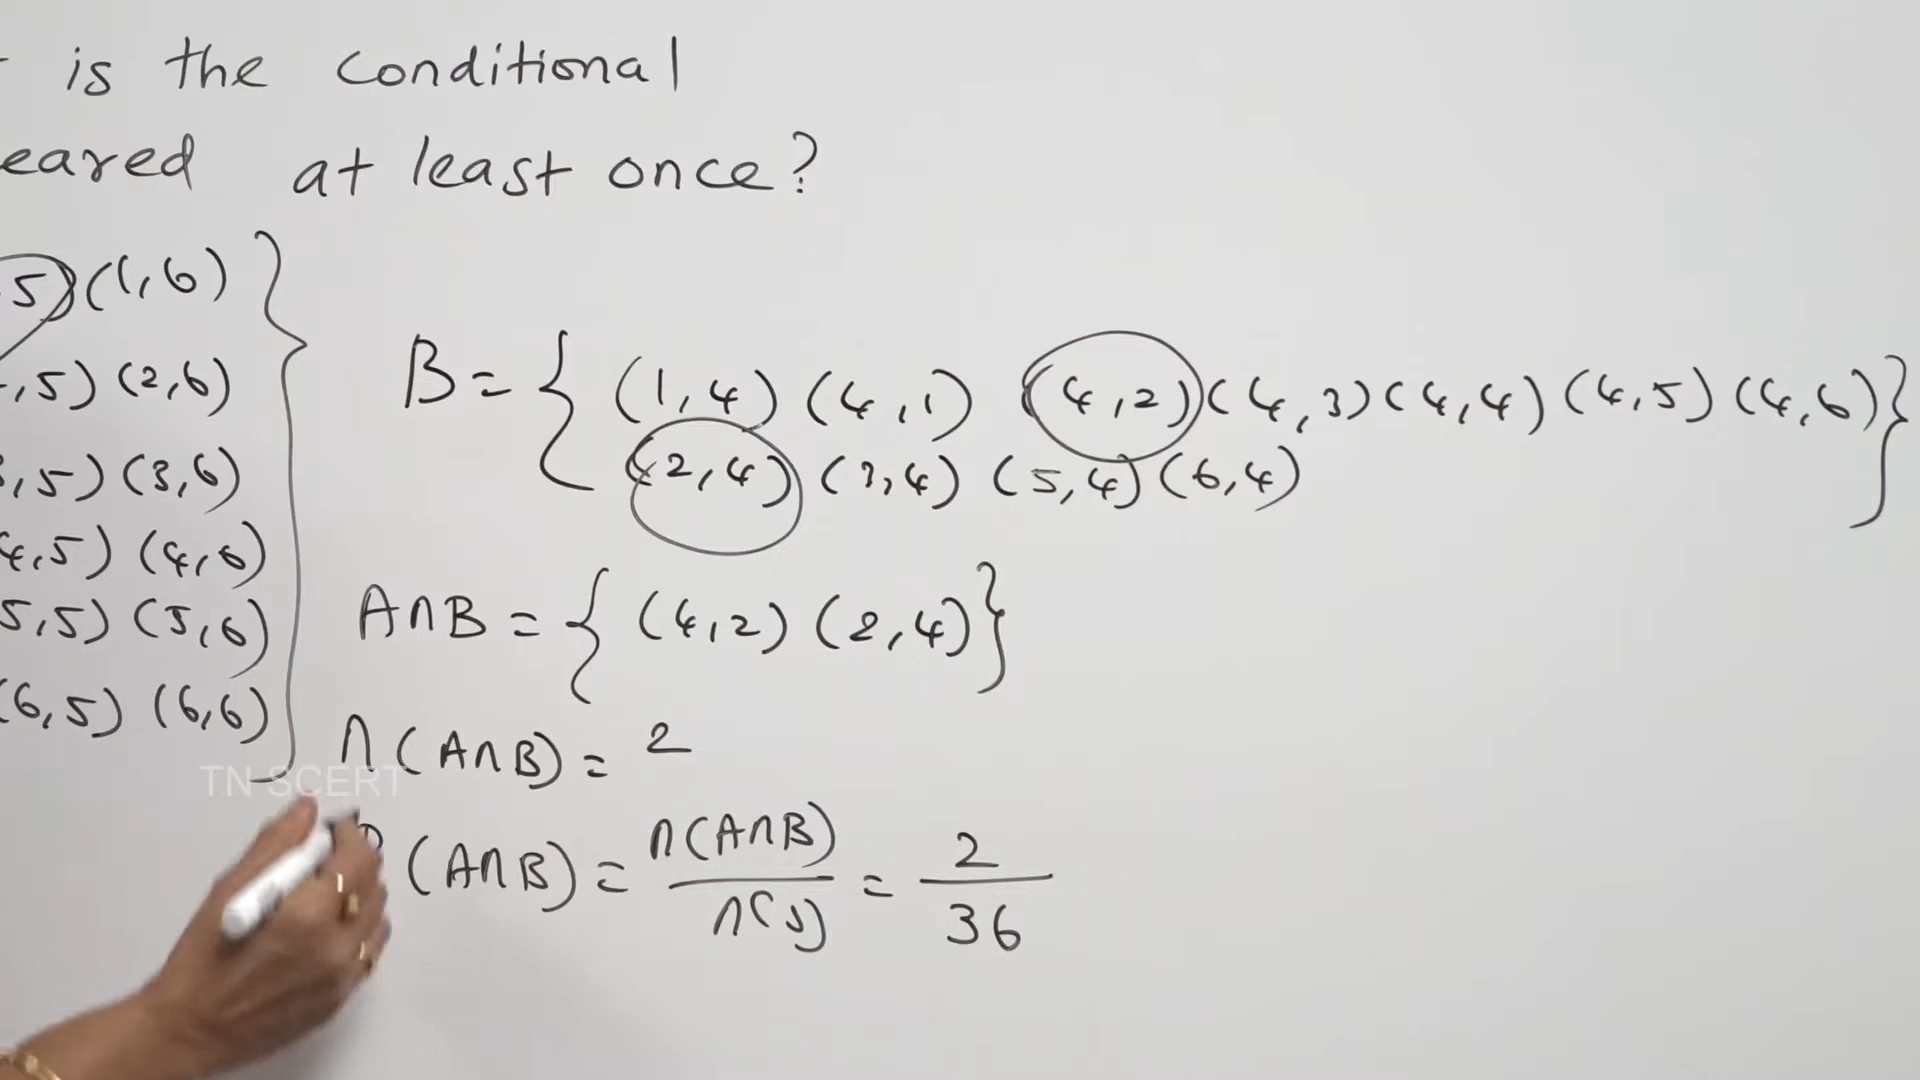 is the conditional
eared at least once?
5) (1,6)
,5) (2,6)
,5) (3,6)
4,5) (4,6)
5,5) (5,6)
(6,5) (6,6)
B = { (1,4) (4,1) (4,2) (4,3) (4,4) (4,5) (4,6) }
(2,4) (3,4) (5,4) (6,4)
A∩B = { (4,2) (2,4) }
n(A∩B) = 2
TN SCERT
P(A∩B) = n(A∩B) / n(S) = 2 / 36